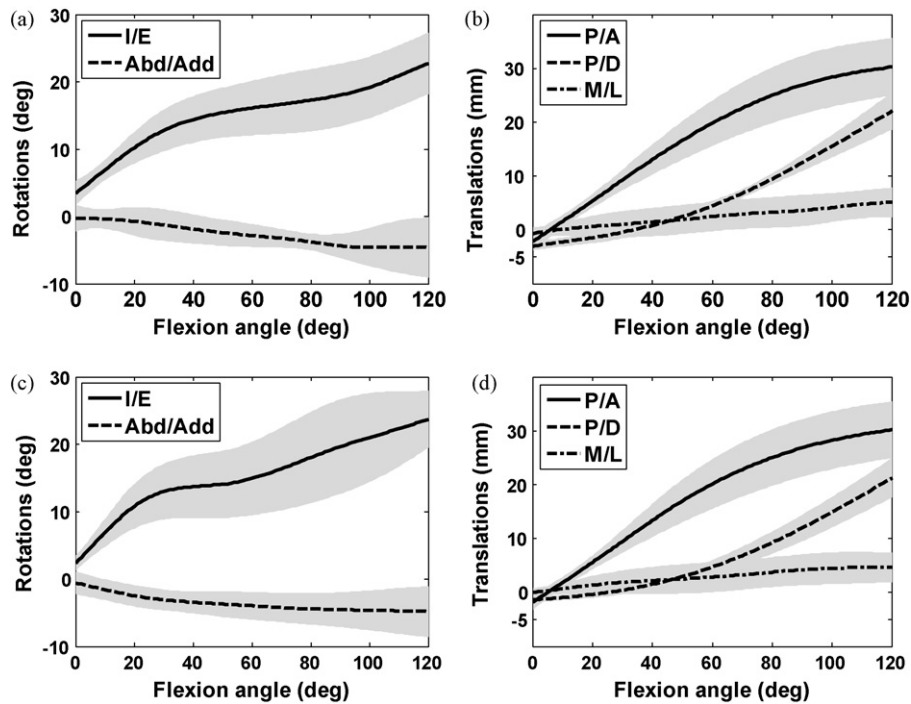 (a)
30
20
10
0
-10
Rotations (deg)
I/E
Abd/Add
0 20 40 60 80 100 120
Flexion angle (deg)
(b)
30
20
10
0
-5
Translations (mm)
P/A
P/D
M/L
0 20 40 60 80 100 120
Flexion angle (deg)
(c)
30
20
10
0
-10
Rotations (deg)
I/E
Abd/Add
0 20 40 60 80 100 120
Flexion angle (deg)
(d)
30
20
10
0
-5
Translations (mm)
P/A
P/D
M/L
0 20 40 60 80 100 120
Flexion angle (deg)